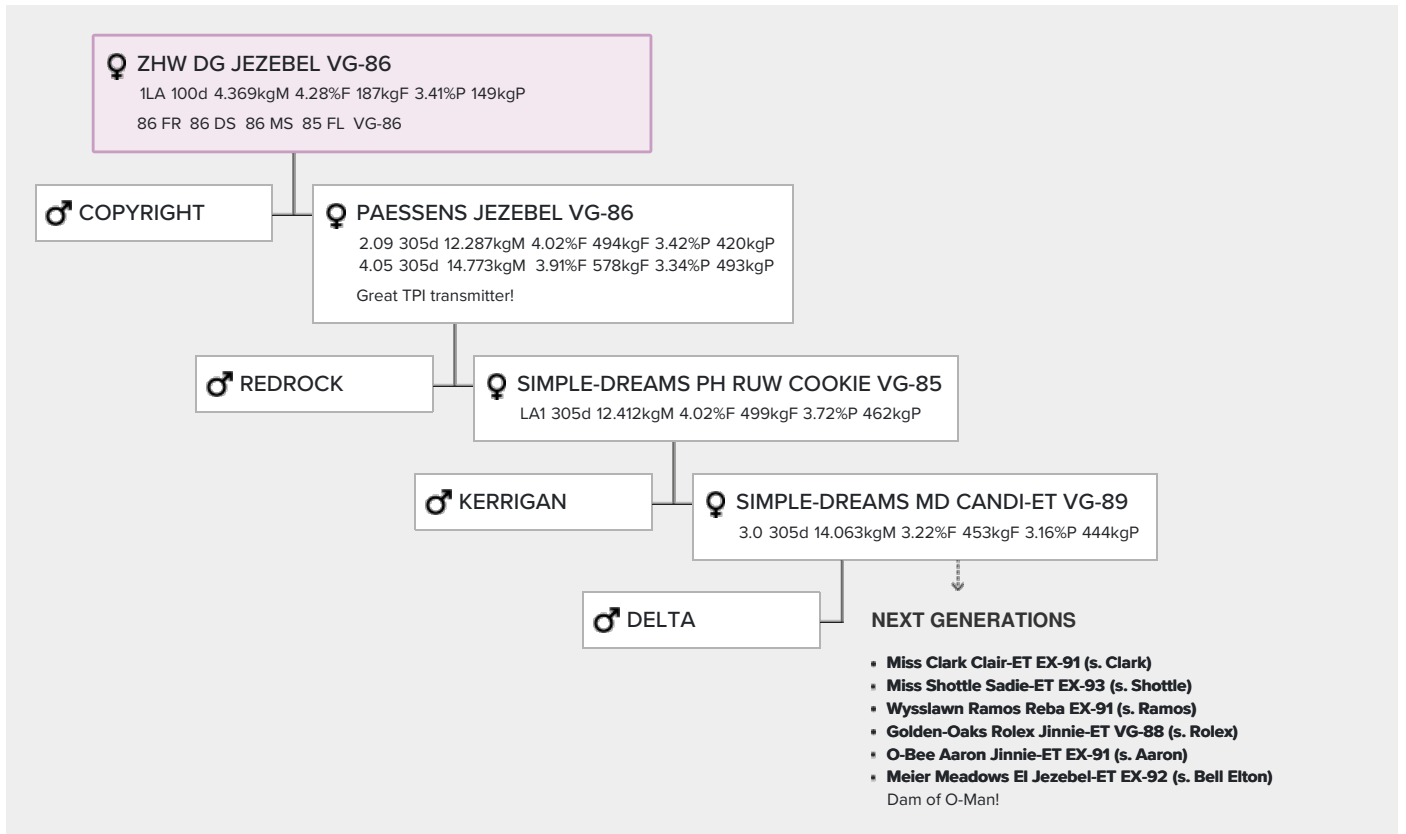 ZHW DG JEZEBEL VG-86
1LA 100d 4.369kgM 4.28%F 187kgF 3.41%P 149kgP
86 FR 86 DS 86 MS 85 FL VG-86
COPYRIGHT
PAESSENS JEZEBEL VG-86
2.09 305d 12.287kgM 4.02%F 494kgF 3.42%P 420kgP
4.05 305d 14.773kgM 3.91%F 578kgF 3.34%P 493kgP
Great TPI transmitter!
REDROCK
SIMPLE-DREAMS PH RUW COOKIE VG-85
LA1 305d 12.412kgM 4.02%F 499kgF 3.72%P 462kgP
KERRIGAN
SIMPLE-DREAMS MD CANDI-ET VG-89
3.0 305d 14.063kgM 3.22%F 453kgF 3.16%P 444kgP
DELTA
NEXT GENERATIONS
Miss Clark Clair-ET EX-91 (s. Clark)
Miss Shottle Sadie-ET EX-93 (s. Shottle)
Wysslawn Ramos Reba EX-91 (s. Ramos)
Golden-Oaks Rolex Jinnie-ET VG-88 (s. Rolex)
O-Bee Aaron Jinnie-ET EX-91 (s. Aaron)
Meier Meadows El Jezebel-ET EX-92 (s. Bell Elton)
Dam of O-Man!